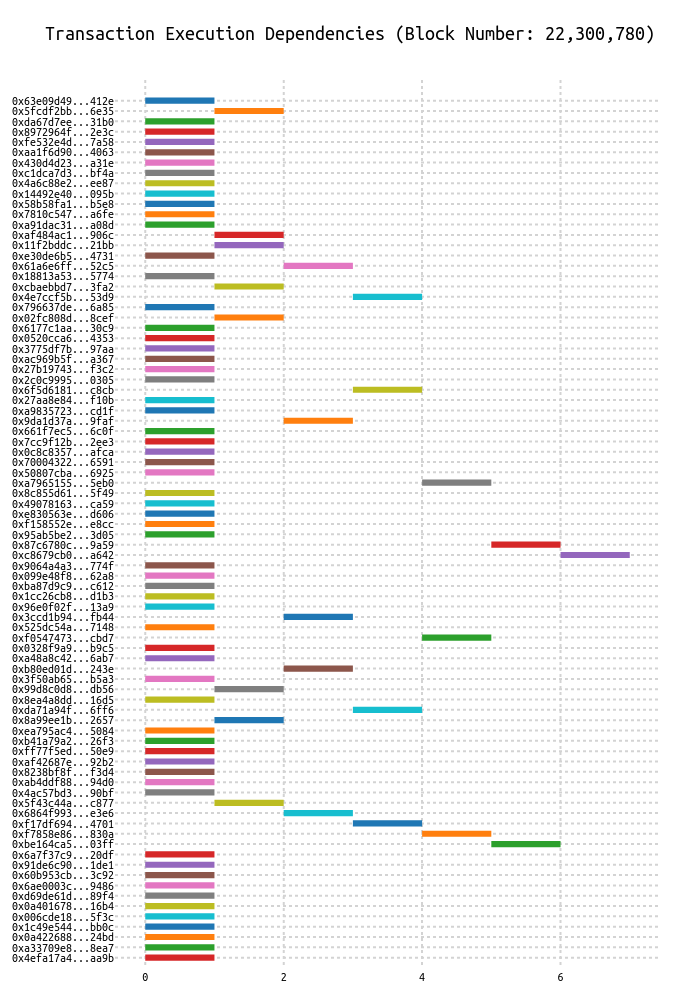 Transaction Execution Dependencies (Block Number: 22,300,780)
0x63e09d49...412e
0x5fcdf2bb...6e35
0xda67d7ee...31b0
0x8972964f...2e3c
0xfe532e4d...7a58
0xaa1f6d90...4063
0x430d4d23...a31e
0xc1dca7d3...bf4a
0x4a6c88e2...ee87
0x14492e40...095b
0x58b58fa1...b5e8
0x7810c547...a6fe
0xa91dac31...a08d
0xaf484ac1...906c
0x11f2bddc...21bb
0xe30de6b5...4731
0x61a6e6ff...52c5
0x18813a53...5774
0xcbaebbd7...3fa2
0x4e7ccf5b...53d9
0x796637de...6a85
0x02fc808d...8cef
0x6177c1aa...30c9
0x0520cca6...4353
0x3775df7b...97aa
0xac969b5f...a367
0x27b19743...f3c2
0x2c0c9995...0305
0x6f5d6181...c8cb
0x27aa8e84...f10b
0xa9835723...cd1f
0x9da1d37a...9faf
0x661f7ec5...6c0f
0x7cc9f12b...2ee3
0x0c8c8357...afca
0x70004322...6591
0x50807cba...6925
0xa7965155...5eb0
0x8c855d61...5f49
0x49078163...ca59
0xe830563e...d606
0xf158552e...e8cc
0x95ab5be2...3d05
0x87c6780c...9a59
0xc8679cb0...a642
0x9064a4a3...774f
0x099e48f8...62a8
0xba87d9c9...c612
0x1cc26cb8...d1b3
0x96e0f02f...13a9
0x3ccd1b94...fb44
0x525dc54a...7148
0xf0547473...cbd7
0x0328f9a9...b9c5
0xa48a8c42...6ab7
0xb80ed01d...243e
0x3f50ab65...b5a3
0x99d8c0d8...db56
0x8ea4a8dd...16d5
0xda71a94f...6ff6
0x8a99ee1b...2657
0xea795ac4...5084
0xb41a79a2...26f3
0xff77f5ed...50e9
0xaf42687e...92b2
0x8238bf8f...f3d4
0xab4ddf88...94d0
0x4ac57bd3...90bf
0x5f43c44a...c877
0x6864f993...e3e6
0xf17df694...4701
0xf7858e86...830a
0xbe164ca5...03ff
0x6a7f37c9...20df
0x91de6c90...1de1
0x60b953cb...3c92
0x6ae0003c...9486
0xd69de61d...89f4
0x0a401678...16b4
0x006cde18...5f3c
0x1c49e544...bb0c
0x0a422688...24bd
0xa33709e8...8ea7
0x4efa17a4...aa9b
0 2 4 6